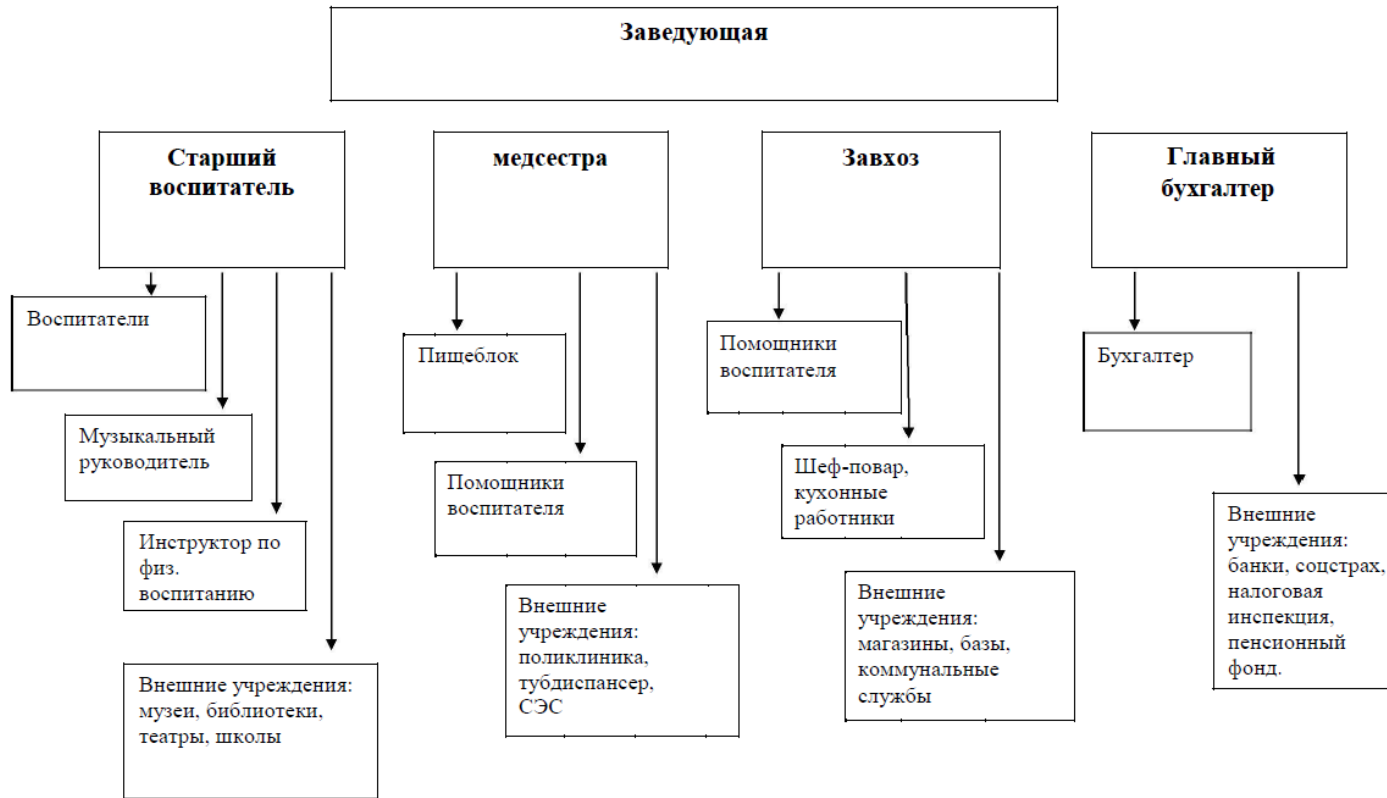 Заведующая
Старший
воспитатель
медсестра
Завхоз
Главный
бухгалтер
Воспитатели
Музыкальный
руководитель
Инструктор по
физ.
воспитанию
Внешние учреждения:
музеи, библиотеки,
театры, школы
Пищеблок
Помощники
воспитателя
Внешние
учреждения:
поликлиника,
тубдиспансер,
СЭС
Помощники
воспитателя
Шеф-повар,
кухонные
работники
Внешние
учреждения:
магазины, базы,
коммунальные
службы
Бухгалтер
Внешние
учреждения:
банки, соцстрах,
налоговая
инспекция,
пенсионный
фонд.